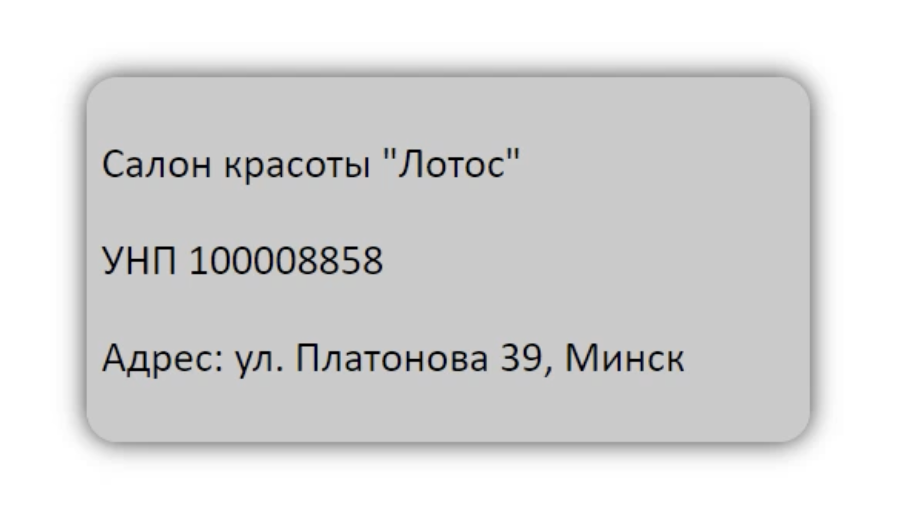 Салон красоты "Лотос"
УНП 100008858
Адрес: ул. Платонова 39, Минск